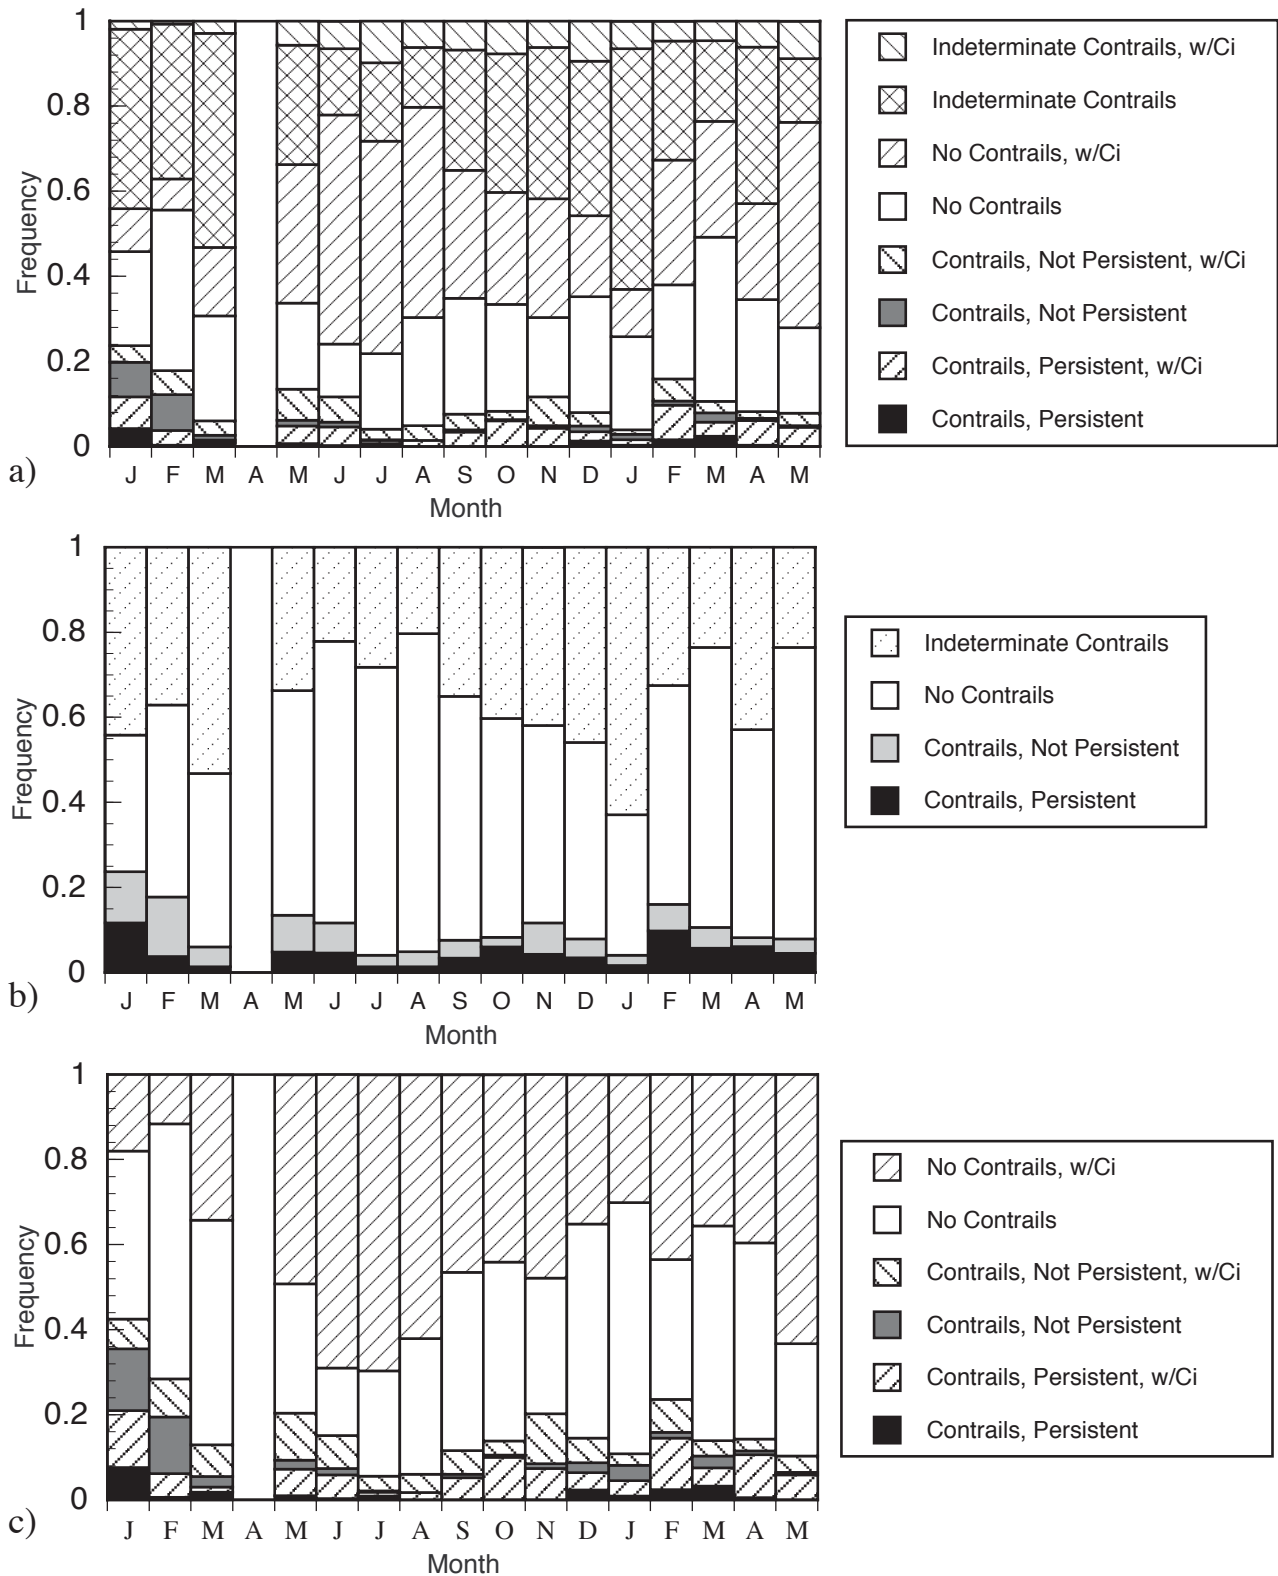 1
0.8
0.6
0.4
0.2
0
Frequency
J F M A M J J A S O N D J F M A M
Month
a)
Indeterminate Contrails, w/Ci
Indeterminate Contrails
No Contrails, w/Ci
No Contrails
Contrails, Not Persistent, w/Ci
Contrails, Not Persistent
Contrails, Persistent, w/Ci
Contrails, Persistent
1
0.8
0.6
0.4
0.2
0
Frequency
J F M A M J J A S O N D J F M A M
Month
b)
Indeterminate Contrails
No Contrails
Contrails, Not Persistent
Contrails, Persistent
1
0.8
0.6
0.4
0.2
0
Frequency
J F M A M J J A S O N D J F M A M
Month
c)
No Contrails, w/Ci
No Contrails
Contrails, Not Persistent, w/Ci
Contrails, Not Persistent
Contrails, Persistent, w/Ci
Contrails, Persistent